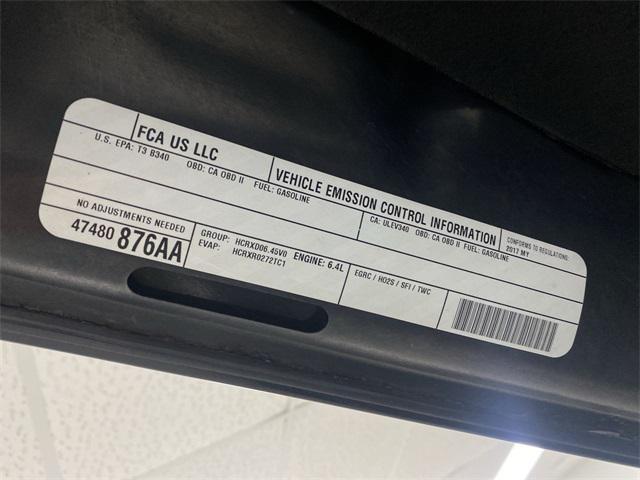 FCA US LLC
VEHICLE EMISSION CONTROL INFORMATION
CONFORMS TO REGULATIONS:
2017 MY
U.S. EPA: T3 B340 OBD: CA OBD II FUEL: GASOLINE
CA: ULEV340 OBD: CA OBD II FUEL: GASOLINE
NO ADJUSTMENTS NEEDED
47480 876AA
GROUP: HCRXD06.45V0 ENGINE: 6.4L
EVAP: HCRXR0272TC1
EGRC / HO2S / SFI / TWC